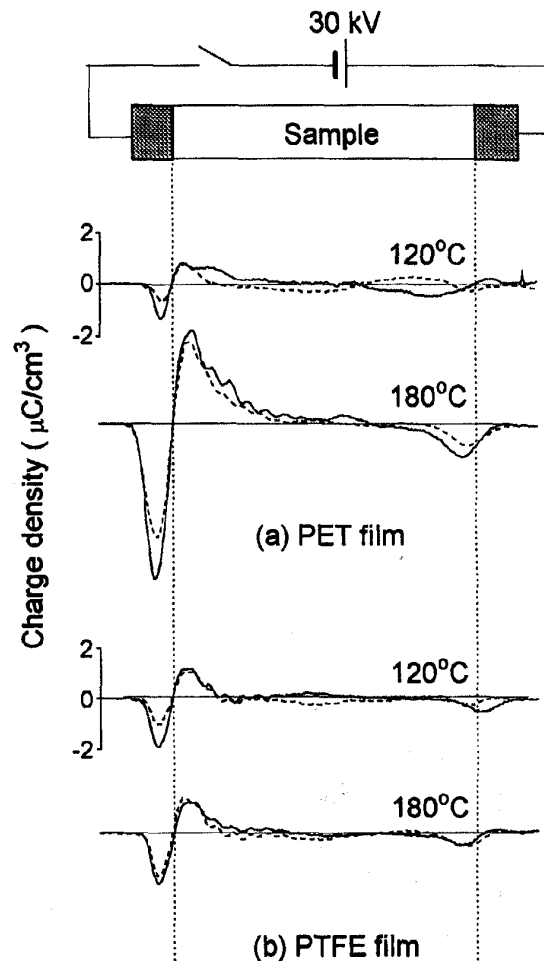 30 kV
Sample
2
0
-2
120°C
180°C
(a) PET film
Charge density ( μC/cm³ )
2
0
-2
120°C
180°C
(b) PTFE film